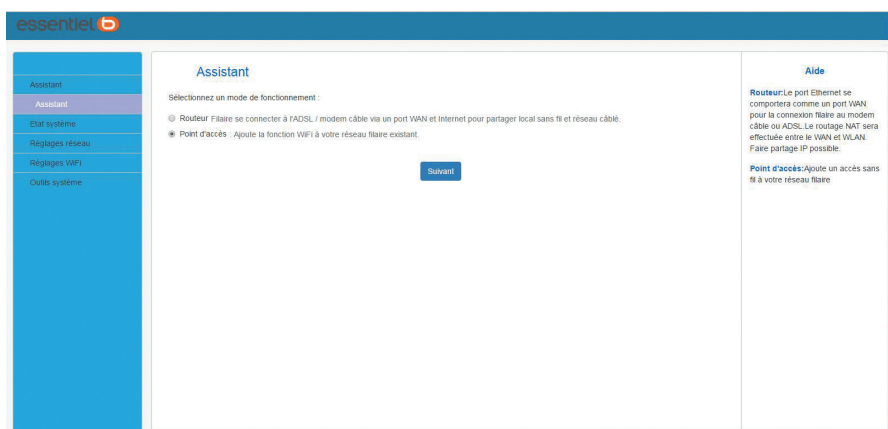 essentiel b
Assistant
Assistant
Etat système
Réglages réseau
Réglages WiFi
Outils système
Assistant
Sélectionnez un mode de fonctionnement :
Routeur Filaire se connecter à l'ADSL / modem câble via un port WAN et Internet pour partager local sans fil et réseau câblé.
Point d'accès : Ajoute la fonction WiFi à votre réseau filaire existant.
Suivant
Aide
Routeur:Le port Ethernet se
comportera comme un port WAN
pour la connexion filaire au modem
câble ou ADSL.Le routage NAT sera
effectuée entre le WAN et WLAN.
Faire partage IP possible.
Point d'accès:Ajoute un accès sans
fil à votre réseau filaire